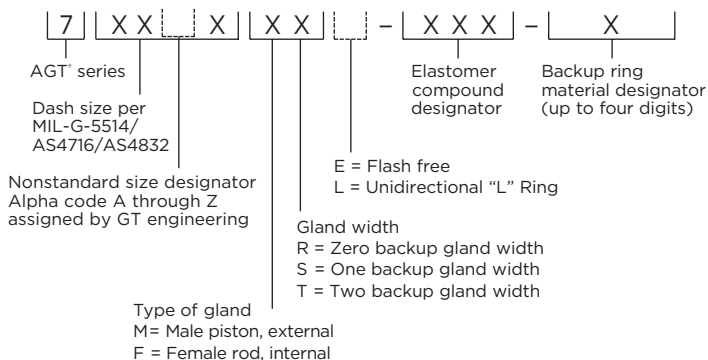 7 XX X XX – XXX – X
AGT® series
Elastomer
compound
designator
Backup ring
material designator
(up to four digits)
Dash size per
MIL-G-5514/
AS4716/AS4832
E = Flash free
L = Unidirectional “L” Ring
Nonstandard size designator
Alpha code A through Z
assigned by GT engineering
Gland width
R = Zero backup gland width
S = One backup gland width
T = Two backup gland width
Type of gland
M= Male piston, external
F = Female rod, internal